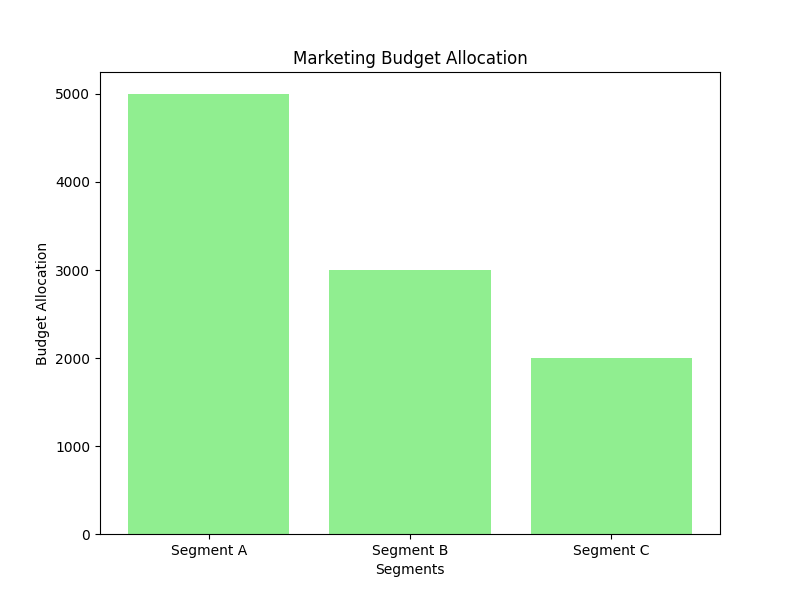 Marketing Budget Allocation
Budget Allocation
5000
4000
3000
2000
1000
0
Segment A
Segment B
Segment C
Segments